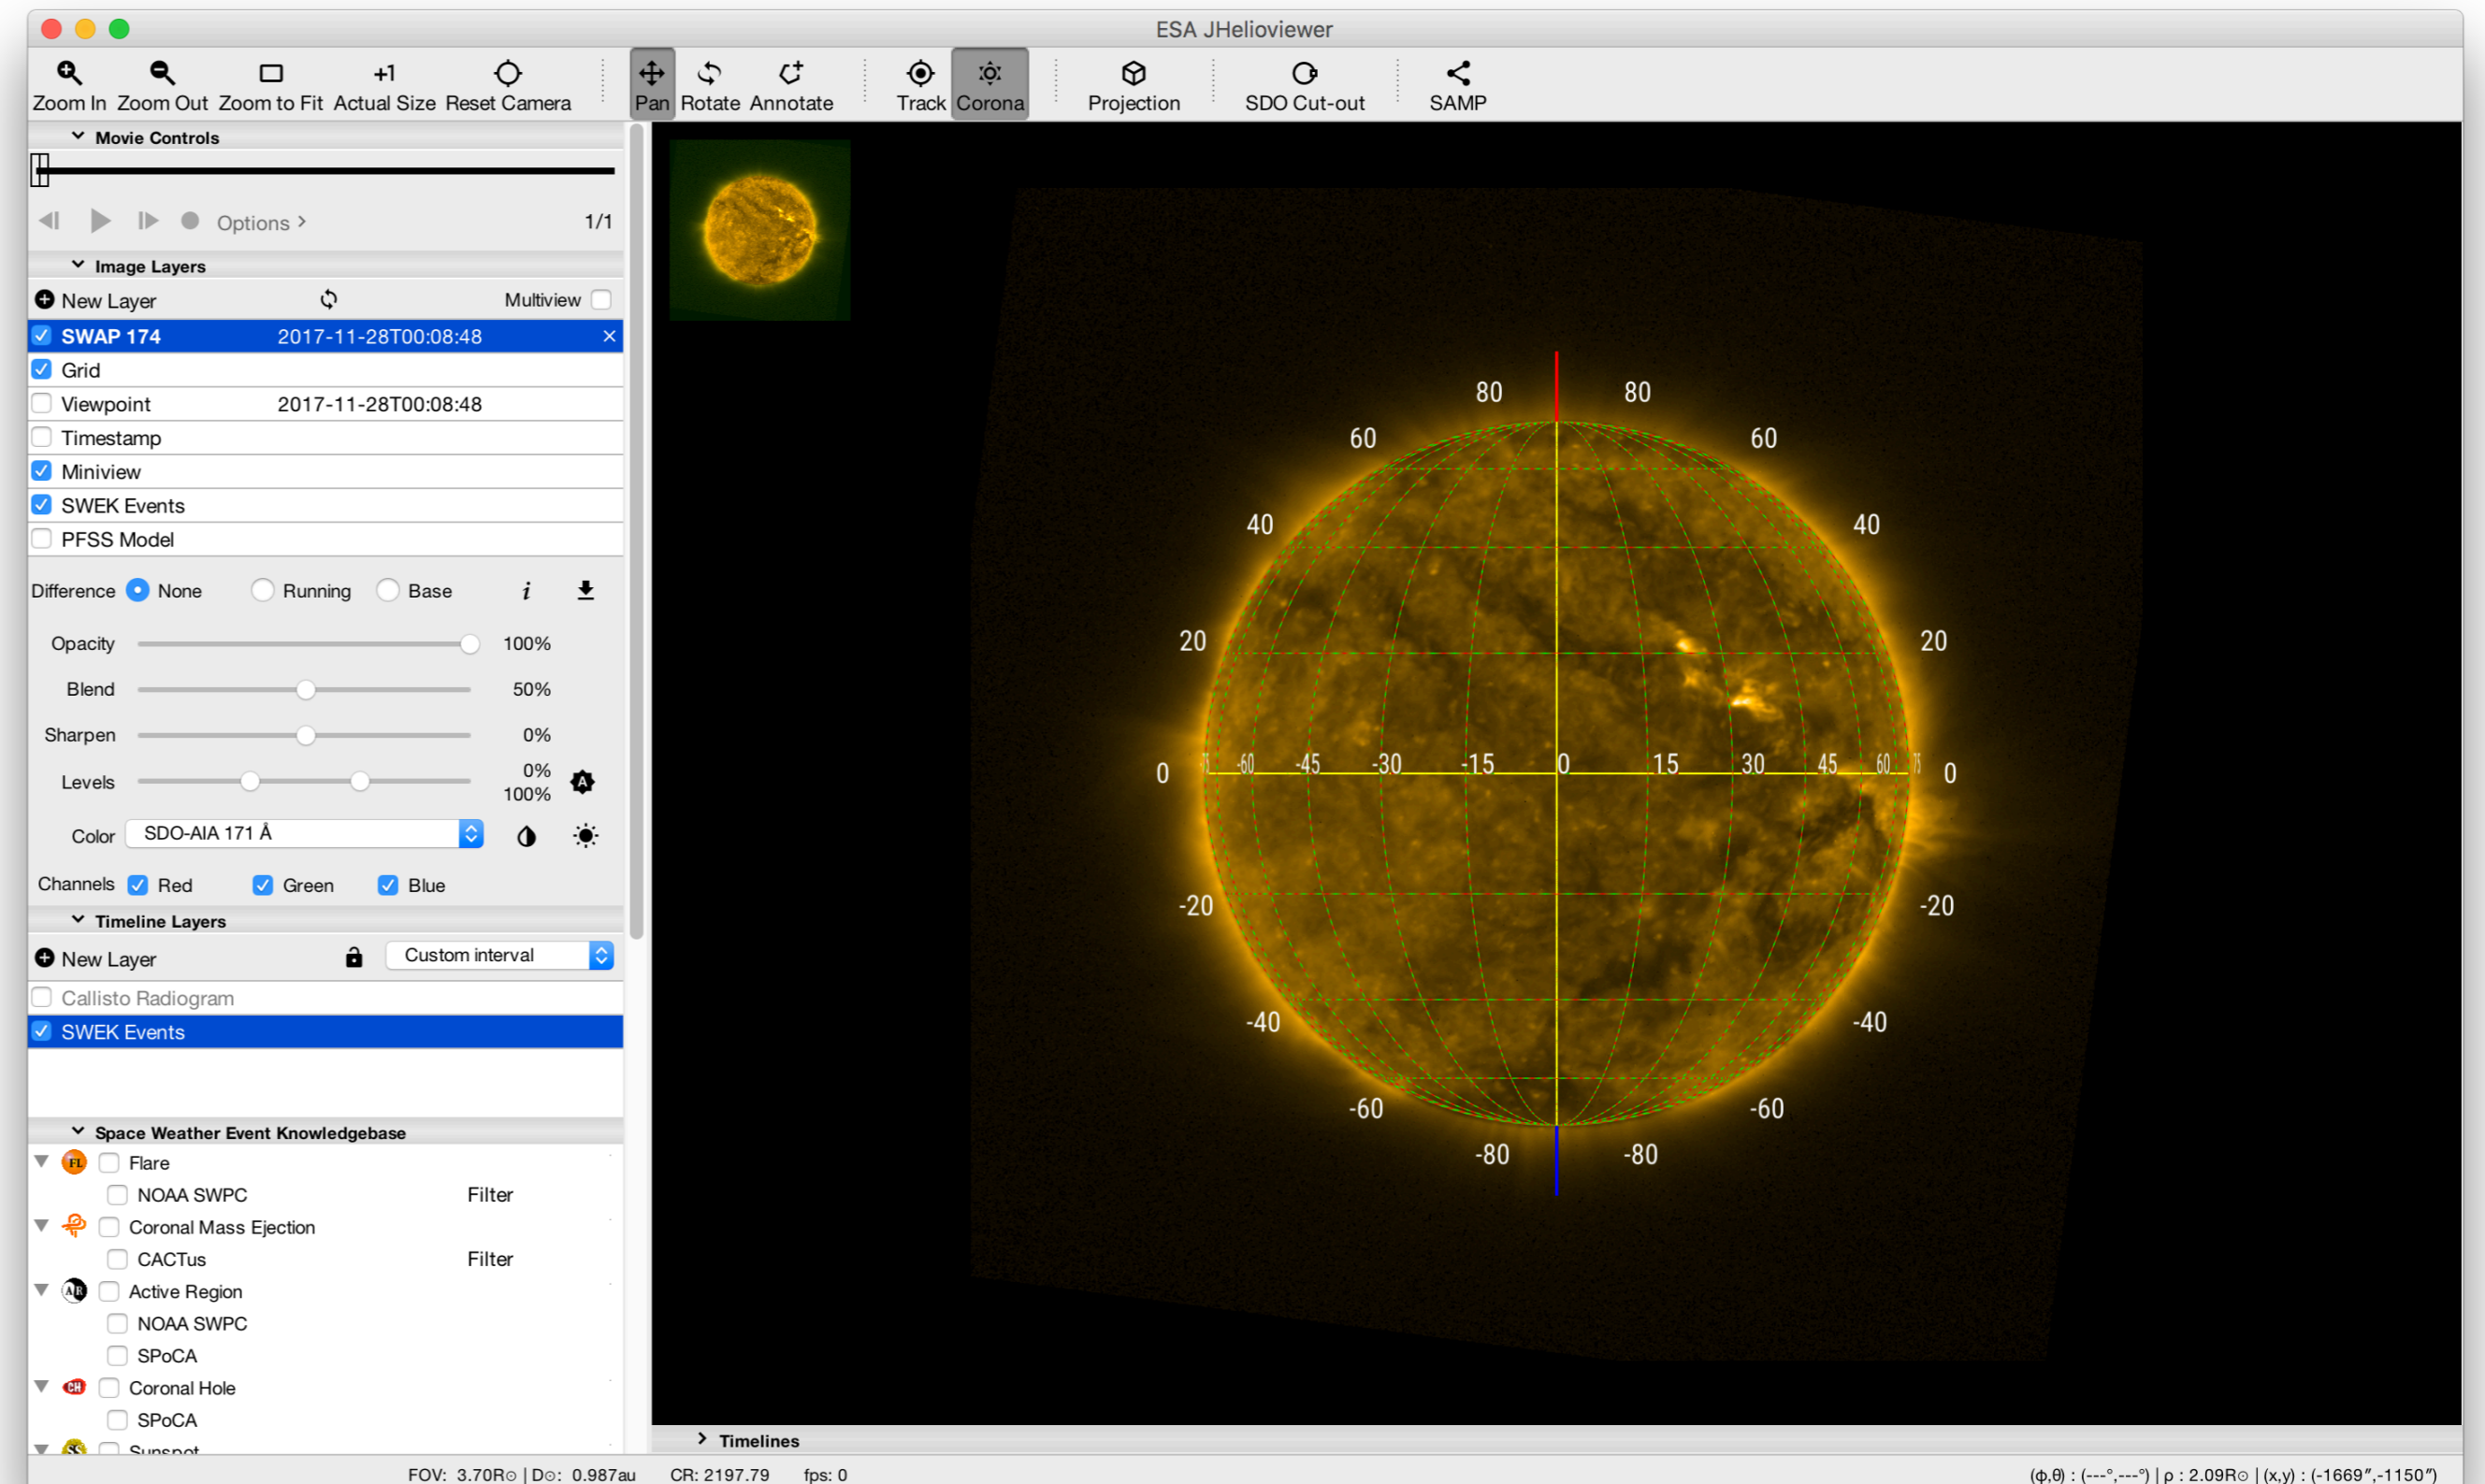 ESA JHelioviewer
Zoom In Zoom Out Zoom to Fit Actual Size Reset Camera Pan Rotate Annotate Track Corona Projection SDO Cut-out SAMP
+1
Movie Controls
Options > 1/1
Image Layers
New Layer Multiview
SWAP 174 2017-11-28T00:08:48 ×
Grid
Viewpoint 2017-11-28T00:08:48
Timestamp
Miniview
SWEK Events
PFSS Model
Difference None Running Base i
Opacity 100%
Blend 50%
Sharpen 0%
Levels 0%
100%
A
Color SDO-AIA 171 Å
Channels Red Green Blue
Timeline Layers
New Layer Custom interval
Callisto Radiogram
SWEK Events
Space Weather Event Knowledgebase
FL Flare
NOAA SWPC Filter
Coronal Mass Ejection
CACTus Filter
AR Active Region
NOAA SWPC
SPoCA
CH Coronal Hole
SPoCA
SS Sunspot
80 80
60 60
40 40
20 20
0 -60 -45 -30 -15 0 15 30 45 60 75 0
-20 -20
-40 -40
-60 -60
-80 -80
Timelines
FOV: 3.70R⊙ | D⊙: 0.987au CR: 2197.79 fps: 0 (φ,θ) : (---°,---°) | ρ : 2.09R⊙ | (x,y) : (-1669″,-1150″)